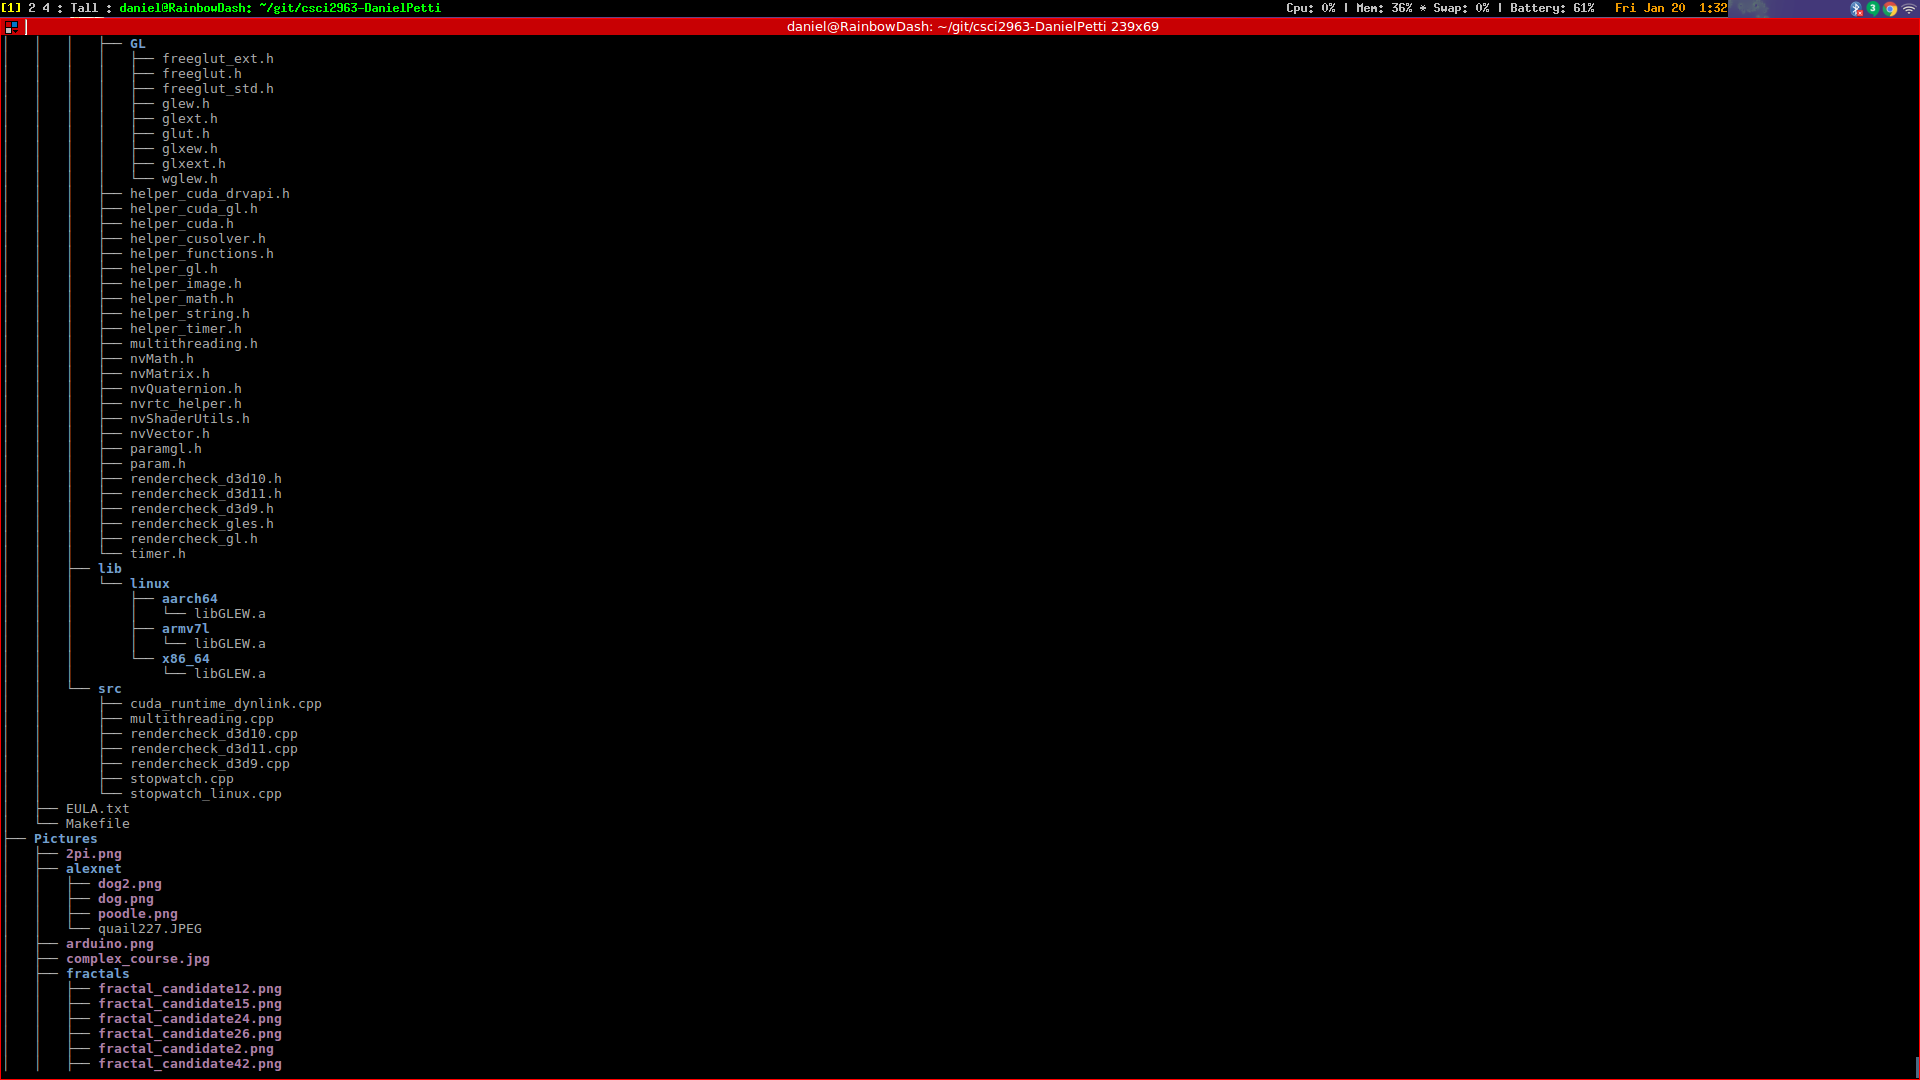 [1] 2 4 : Tall : daniel@RainbowDash: ~/git/csci2963-DanielPetti Cpu: 0% | Mem: 36% * Swap: 0% | Battery: 61% Fri Jan 20 1:32 3
daniel@RainbowDash: ~/git/csci2963-DanielPetti 239x69
│   │   │   ├── GL
│   │   │   │   ├── freeglut_ext.h
│   │   │   │   ├── freeglut.h
│   │   │   │   ├── freeglut_std.h
│   │   │   │   ├── glew.h
│   │   │   │   ├── glext.h
│   │   │   │   ├── glut.h
│   │   │   │   ├── glxew.h
│   │   │   │   ├── glxext.h
│   │   │   │   └── wglew.h
│   │   │   ├── helper_cuda_drvapi.h
│   │   │   ├── helper_cuda_gl.h
│   │   │   ├── helper_cuda.h
│   │   │   ├── helper_cusolver.h
│   │   │   ├── helper_functions.h
│   │   │   ├── helper_gl.h
│   │   │   ├── helper_image.h
│   │   │   ├── helper_math.h
│   │   │   ├── helper_string.h
│   │   │   ├── helper_timer.h
│   │   │   ├── multithreading.h
│   │   │   ├── nvMath.h
│   │   │   ├── nvMatrix.h
│   │   │   ├── nvQuaternion.h
│   │   │   ├── nvrtc_helper.h
│   │   │   ├── nvShaderUtils.h
│   │   │   ├── nvVector.h
│   │   │   ├── paramgl.h
│   │   │   ├── param.h
│   │   │   ├── rendercheck_d3d10.h
│   │   │   ├── rendercheck_d3d11.h
│   │   │   ├── rendercheck_d3d9.h
│   │   │   ├── rendercheck_gles.h
│   │   │   ├── rendercheck_gl.h
│   │   │   └── timer.h
│   │   ├── lib
│   │   │   └── linux
│   │   │       ├── aarch64
│   │   │       │   └── libGLEW.a
│   │   │       ├── armv7l
│   │   │       │   └── libGLEW.a
│   │   │       └── x86_64
│   │   │           └── libGLEW.a
│   │   └── src
│   │       ├── cuda_runtime_dynlink.cpp
│   │       ├── multithreading.cpp
│   │       ├── rendercheck_d3d10.cpp
│   │       ├── rendercheck_d3d11.cpp
│   │       ├── rendercheck_d3d9.cpp
│   │       ├── stopwatch.cpp
│   │       └── stopwatch_linux.cpp
│   ├── EULA.txt
│   └── Makefile
├── Pictures
│   ├── 2pi.png
│   ├── alexnet
│   │   ├── dog2.png
│   │   ├── dog.png
│   │   ├── poodle.png
│   │   └── quail227.JPEG
│   ├── arduino.png
│   ├── complex_course.jpg
│   ├── fractals
│   │   ├── fractal_candidate12.png
│   │   ├── fractal_candidate15.png
│   │   ├── fractal_candidate24.png
│   │   ├── fractal_candidate26.png
│   │   ├── fractal_candidate2.png
│   │   ├── fractal_candidate42.png